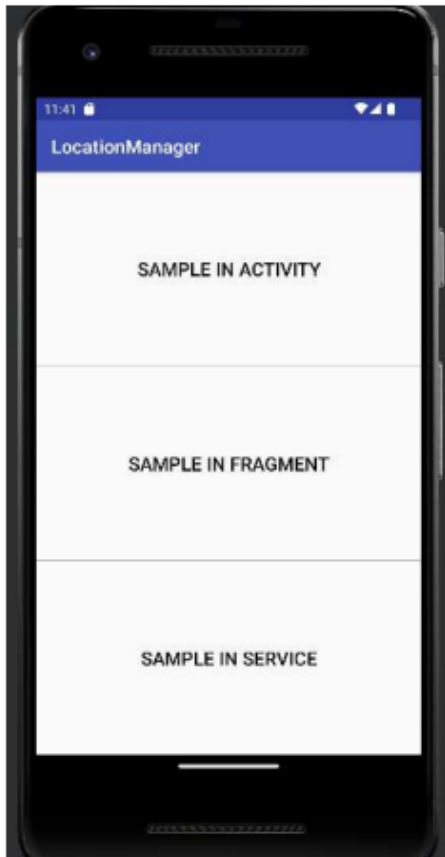 11:41
LocationManager
SAMPLE IN ACTIVITY
SAMPLE IN FRAGMENT
SAMPLE IN SERVICE